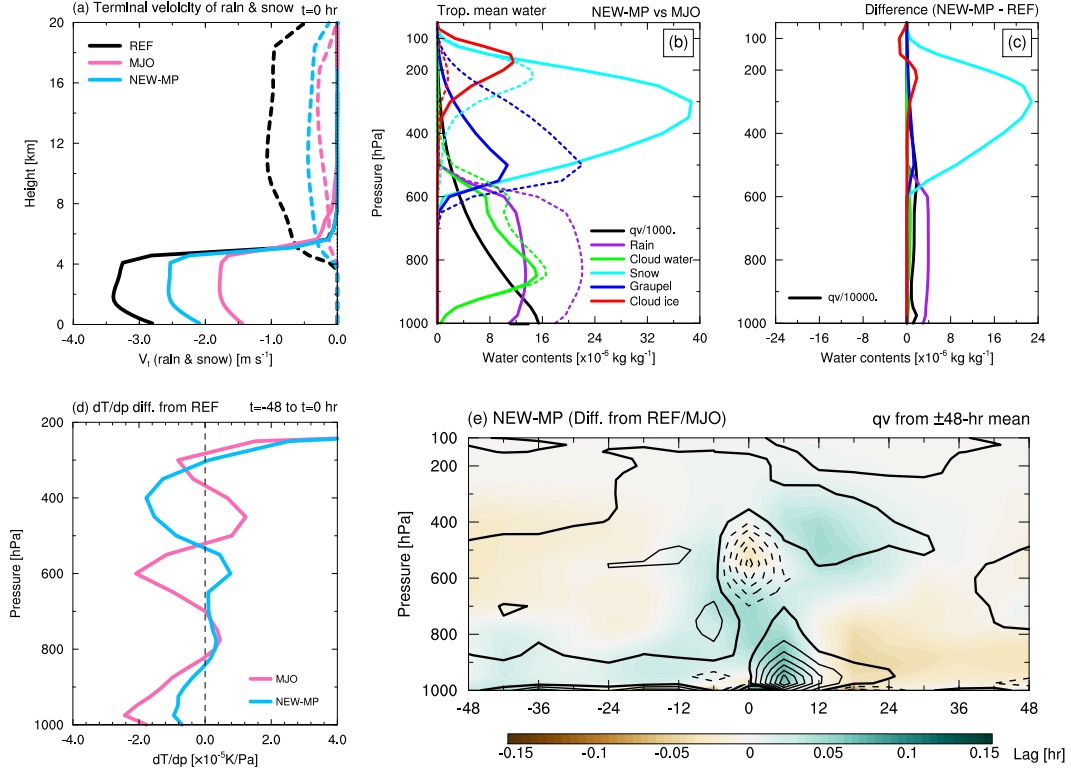 (a) Terminal velolcity of rain & snow t=0 hr
20
16
12
8
4
0
Height [km]
REF
MJO
NEW-MP
-4.0 -3.0 -2.0 -1.0 0.0
Vt (rain & snow) [m s-1]
Trop. mean water NEW-MP vs MJO
(b)
100
200
400
600
800
1000
Pressure [hPa]
qv/1000.
Rain
Cloud water
Snow
Graupel
Cloud ice
0 8 16 24 32 40
Water contents [x10-6 kg kg-1]
Difference (NEW-MP - REF)
(c)
100
200
400
600
800
1000
Pressure [hPa]
qv/10000.
-24 -16 -8 0 8 16 24
Water contents [x10-6 kg kg-1]
(d) dT/dp diff. from REF t=-48 to t=0 hr
200
400
600
800
1000
Pressure [hPa]
MJO
NEW-MP
-4.0 -2.0 0.0 2.0 4.0
dT/dp [×10-5K/Pa]
(e) NEW-MP (Diff. from REF/MJO) qv from ±48-hr mean
100
200
400
600
800
1000
Pressure [hPa]
-48 -36 -24 -12 0 12 24 36 48
-0.15 -0.1 -0.05 0 0.05 0.1 0.15 Lag [hr]